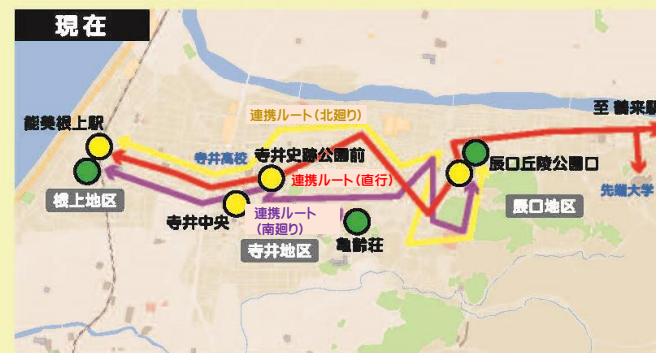 現在
能美根上駅
根上地区
寺井高校
寺井中央
連携ルート(北廻り)
寺井史跡公園前
連携ルート(直行)
連携ルート
(南廻り)
寺井地区
亀齢荘
至 鶴来駅
辰口丘陵公園口
先端大学
辰口地区